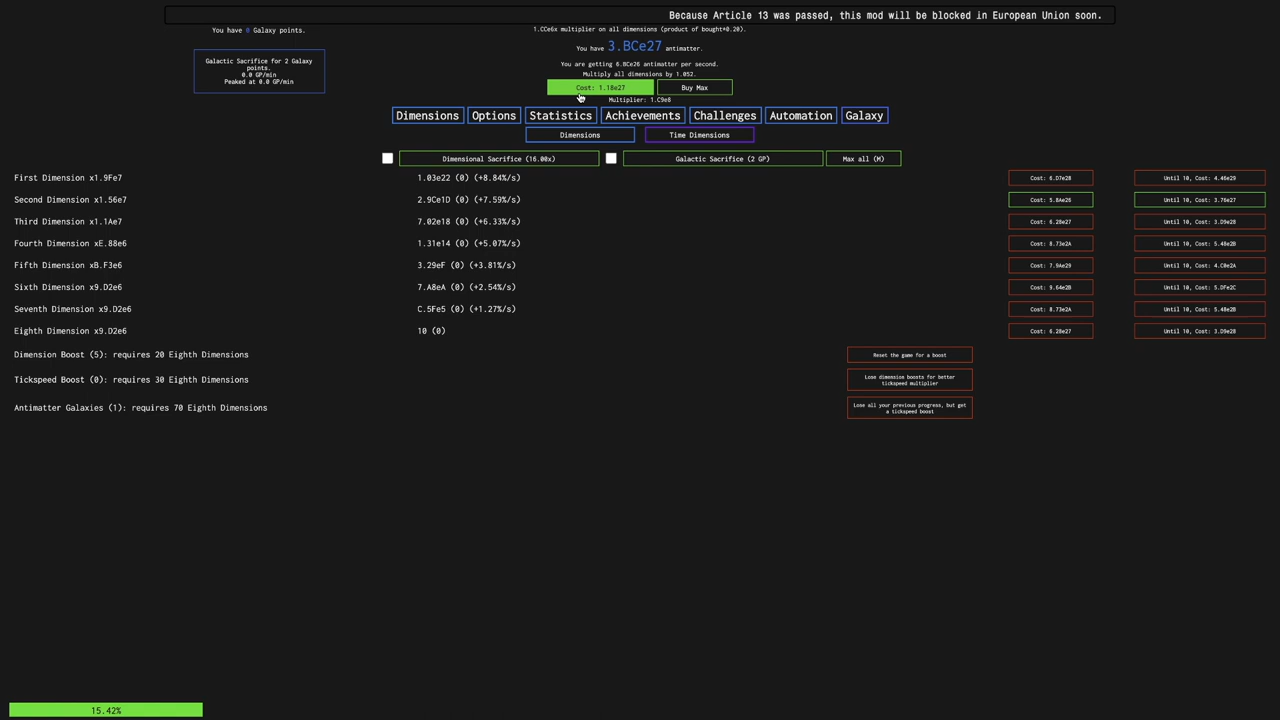 Because Article 13 was passed, this mod will be blocked in European Union soon.
You have 0 Galaxy points.
1.CCe6x multiplier on all dimensions (product of bought*0.20).
You have 3.BCe27 antimatter.
Galactic Sacrifice for 2 Galaxy
points.
0.0 GP/min
Peaked at 0.0 GP/min
You are getting 6.8Ce26 antimatter per second.
Multiply all dimensions by 1.052.
Cost: 1.18e27 Buy Max
Multiplier: 1.C9e8
Dimensions Options Statistics Achievements Challenges Automation Galaxy
Dimensions Time Dimensions
Dimensional Sacrifice (16.00x) Galactic Sacrifice (2 GP) Max all (M)
First Dimension x1.9Fe7 1.03e22 (0) (+8.84%/s) Cost: 6.D7e28 Until 10, Cost: 4.46e29
Second Dimension x1.56e7 2.9Ce1D (0) (+7.59%/s) Cost: 5.8Ae26 Until 10, Cost: 3.76e27
Third Dimension x1.1Ae7 7.02e18 (0) (+6.33%/s) Cost: 6.28e27 Until 10, Cost: 3.D9e28
Fourth Dimension xE.88e6 1.31e14 (0) (+5.07%/s) Cost: 8.73e2A Until 10, Cost: 5.48e2B
Fifth Dimension xB.F3e6 3.29eF (0) (+3.81%/s) Cost: 7.9Ae29 Until 10, Cost: 4.C0e2A
Sixth Dimension x9.D2e6 7.A8eA (0) (+2.54%/s) Cost: 9.64e2B Until 10, Cost: 5.DFe2C
Seventh Dimension x9.D2e6 C.5Fe5 (0) (+1.27%/s) Cost: 8.73e2A Until 10, Cost: 5.48e2B
Eighth Dimension x9.D2e6 10 (0) Cost: 6.28e27 Until 10, Cost: 3.D9e28
Dimension Boost (5): requires 20 Eighth Dimensions Reset the game for a boost
Tickspeed Boost (0): requires 30 Eighth Dimensions Lose dimension boosts for better
tickspeed multiplier
Antimatter Galaxies (1): requires 70 Eighth Dimensions Lose all your previous progress, but get
a tickspeed boost
15.42%